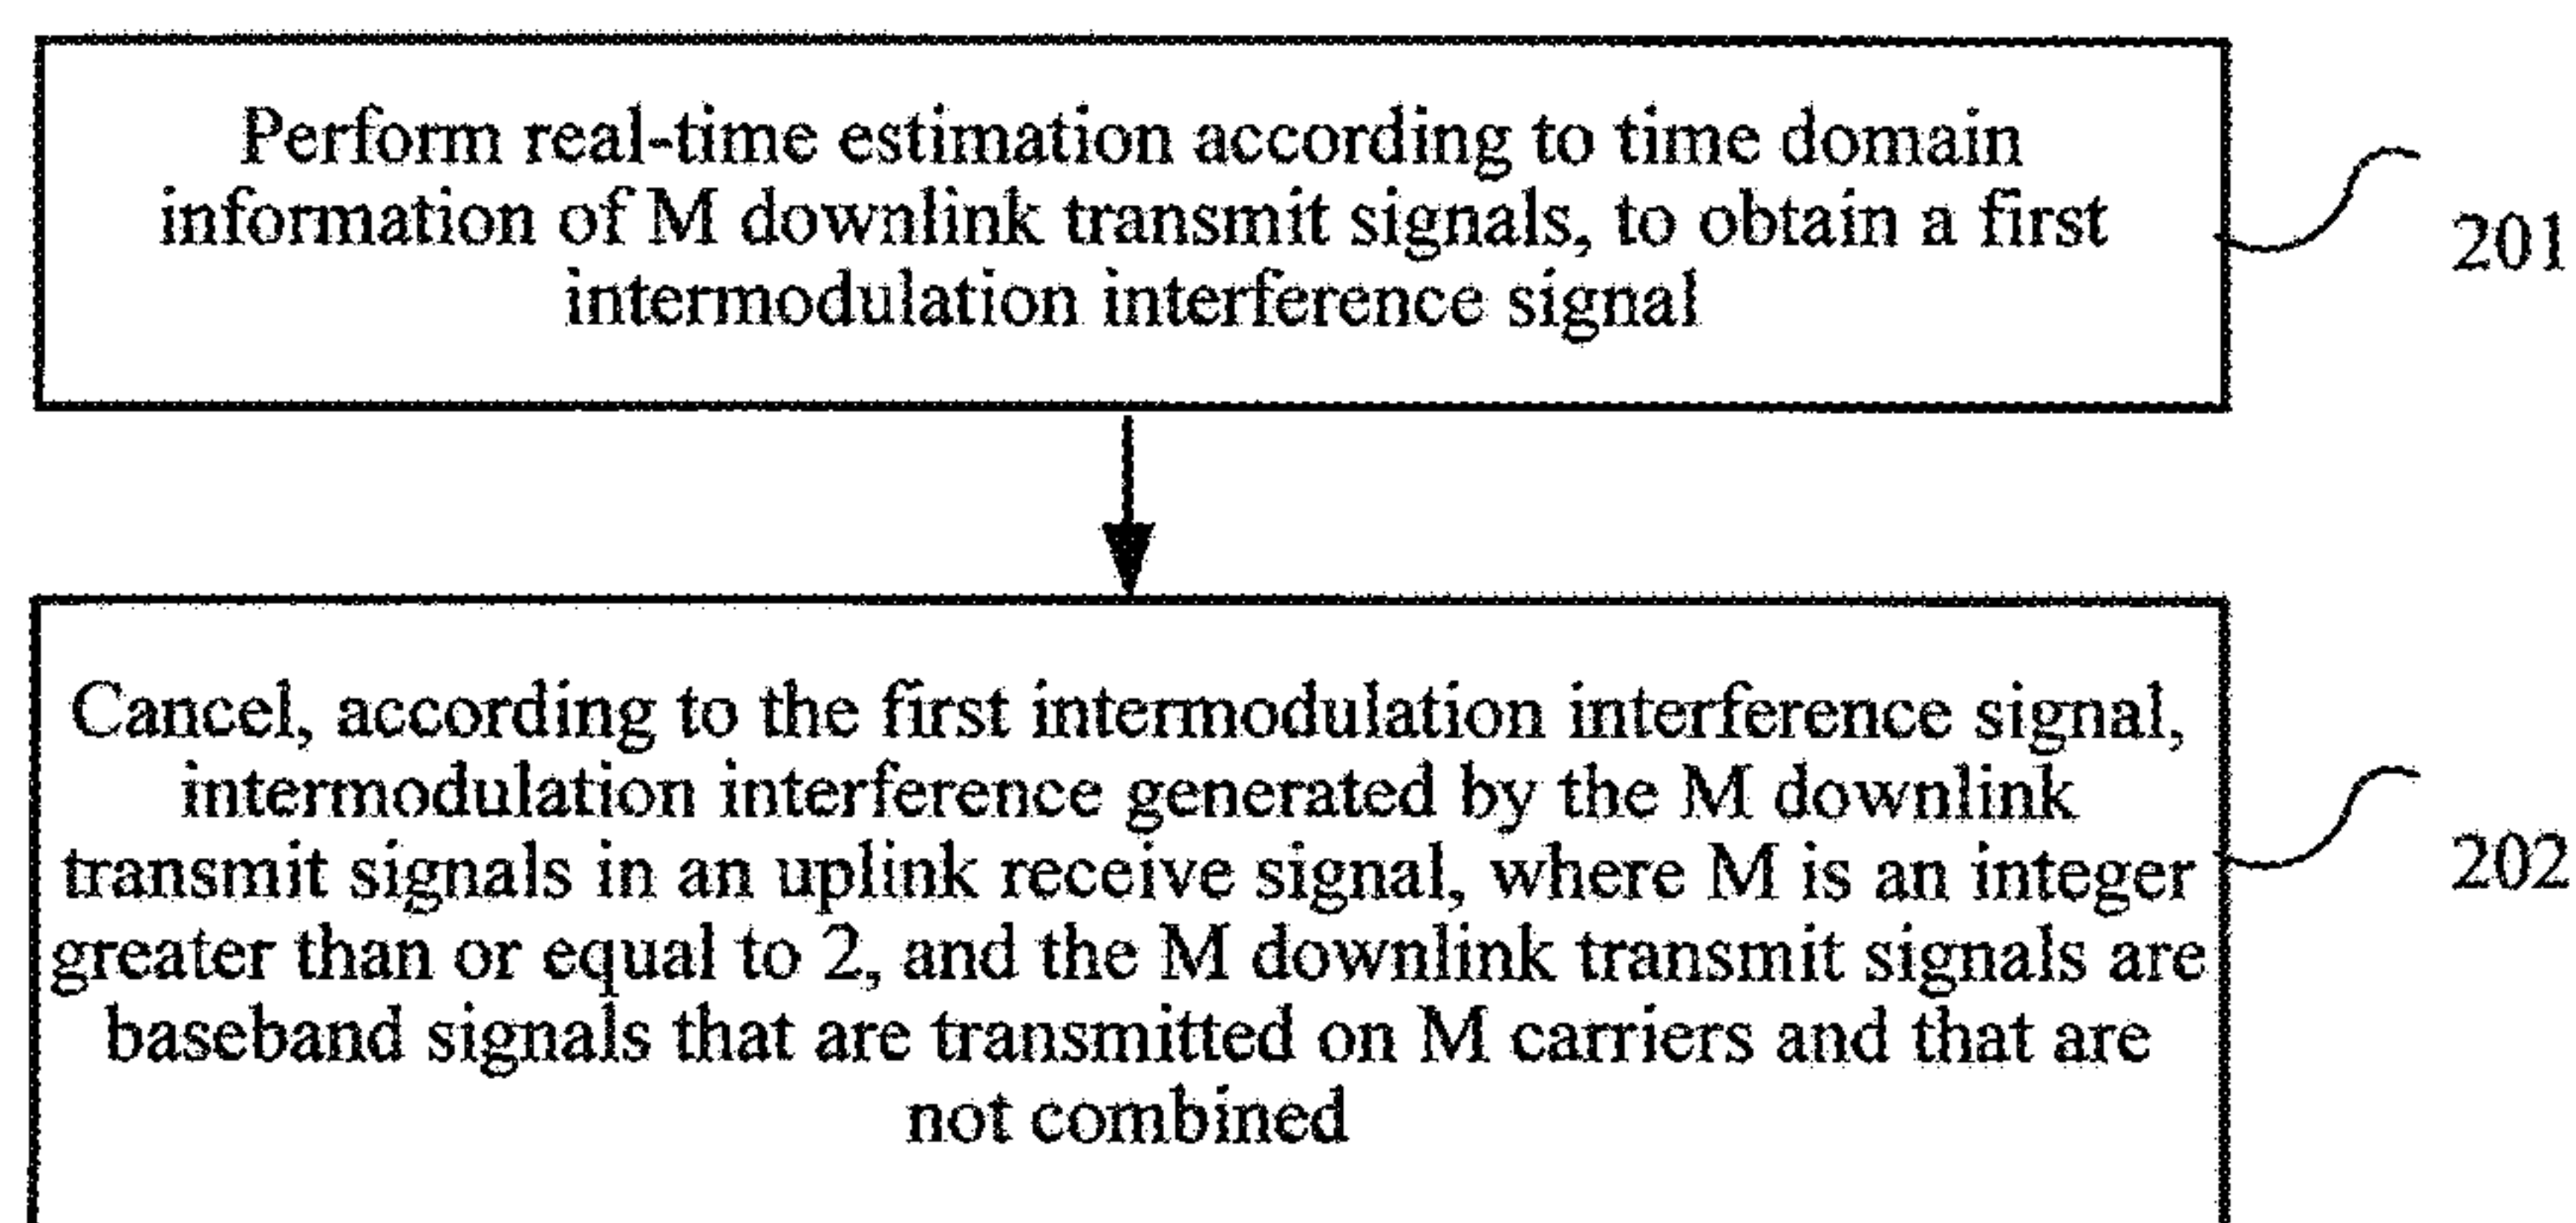 Perform real-time estimation according to time domain
information of M downlink transmit signals, to obtain a first
intermodulation interference signal
201
Cancel, according to the first intermodulation interference signal,
intermodulation interference generated by the M downlink
transmit signals in an uplink receive signal, where M is an integer
greater than or equal to 2, and the M downlink transmit signals are
baseband signals that are transmitted on M carriers and that are
not combined
202